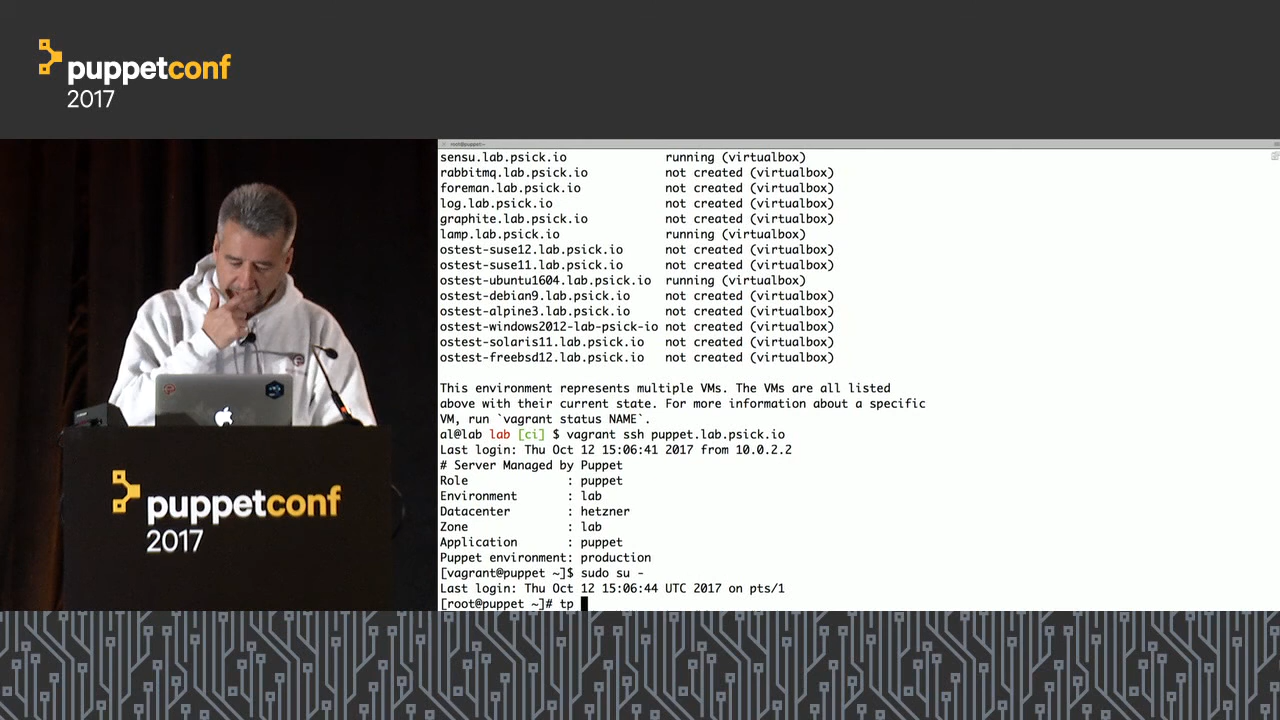 puppetconf
2017
root@puppet:~
sensu.lab.psick.io running (virtualbox)
rabbitmq.lab.psick.io not created (virtualbox)
foreman.lab.psick.io not created (virtualbox)
log.lab.psick.io not created (virtualbox)
graphite.lab.psick.io not created (virtualbox)
lamp.lab.psick.io running (virtualbox)
ostest-suse12.lab.psick.io not created (virtualbox)
ostest-suse11.lab.psick.io not created (virtualbox)
ostest-ubuntu1604.lab.psick.io running (virtualbox)
ostest-debian9.lab.psick.io not created (virtualbox)
ostest-alpine3.lab.psick.io not created (virtualbox)
ostest-windows2012-lab-psick-io not created (virtualbox)
ostest-solaris11.lab.psick.io not created (virtualbox)
ostest-freebsd12.lab.psick.io not created (virtualbox)
This environment represents multiple VMs. The VMs are all listed
above with their current state. For more information about a specific
VM, run `vagrant status NAME`.
al@lab lab [ci] $ vagrant ssh puppet.lab.psick.io
Last login: Thu Oct 12 15:06:41 2017 from 10.0.2.2
# Server Managed by Puppet
Role : puppet
Environment : lab
Datacenter : hetzner
Zone : lab
Application : puppet
Puppet environment: production
[vagrant@puppet ~]$ sudo su -
Last login: Thu Oct 12 15:06:44 UTC 2017 on pts/1
[root@puppet ~]# tp
puppetconf
2017